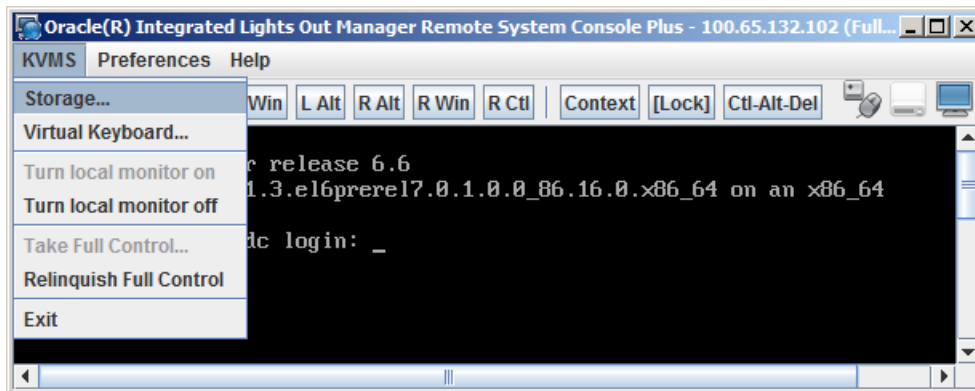 Oracle(R) Integrated Lights Out Manager Remote System Console Plus - 100.65.132.102 (Full...
KVMS Preferences Help
Storage...
Win L Alt R Alt R Win R Ctl Context [Lock] Ctl-Alt-Del
Virtual Keyboard...
Turn local monitor on
r release 6.6
Turn local monitor off
1.3.el6prerel7.0.1.0.0_86.16.0.x86_64 on an x86_64
Take Full Control...
dc login: _
Relinquish Full Control
Exit